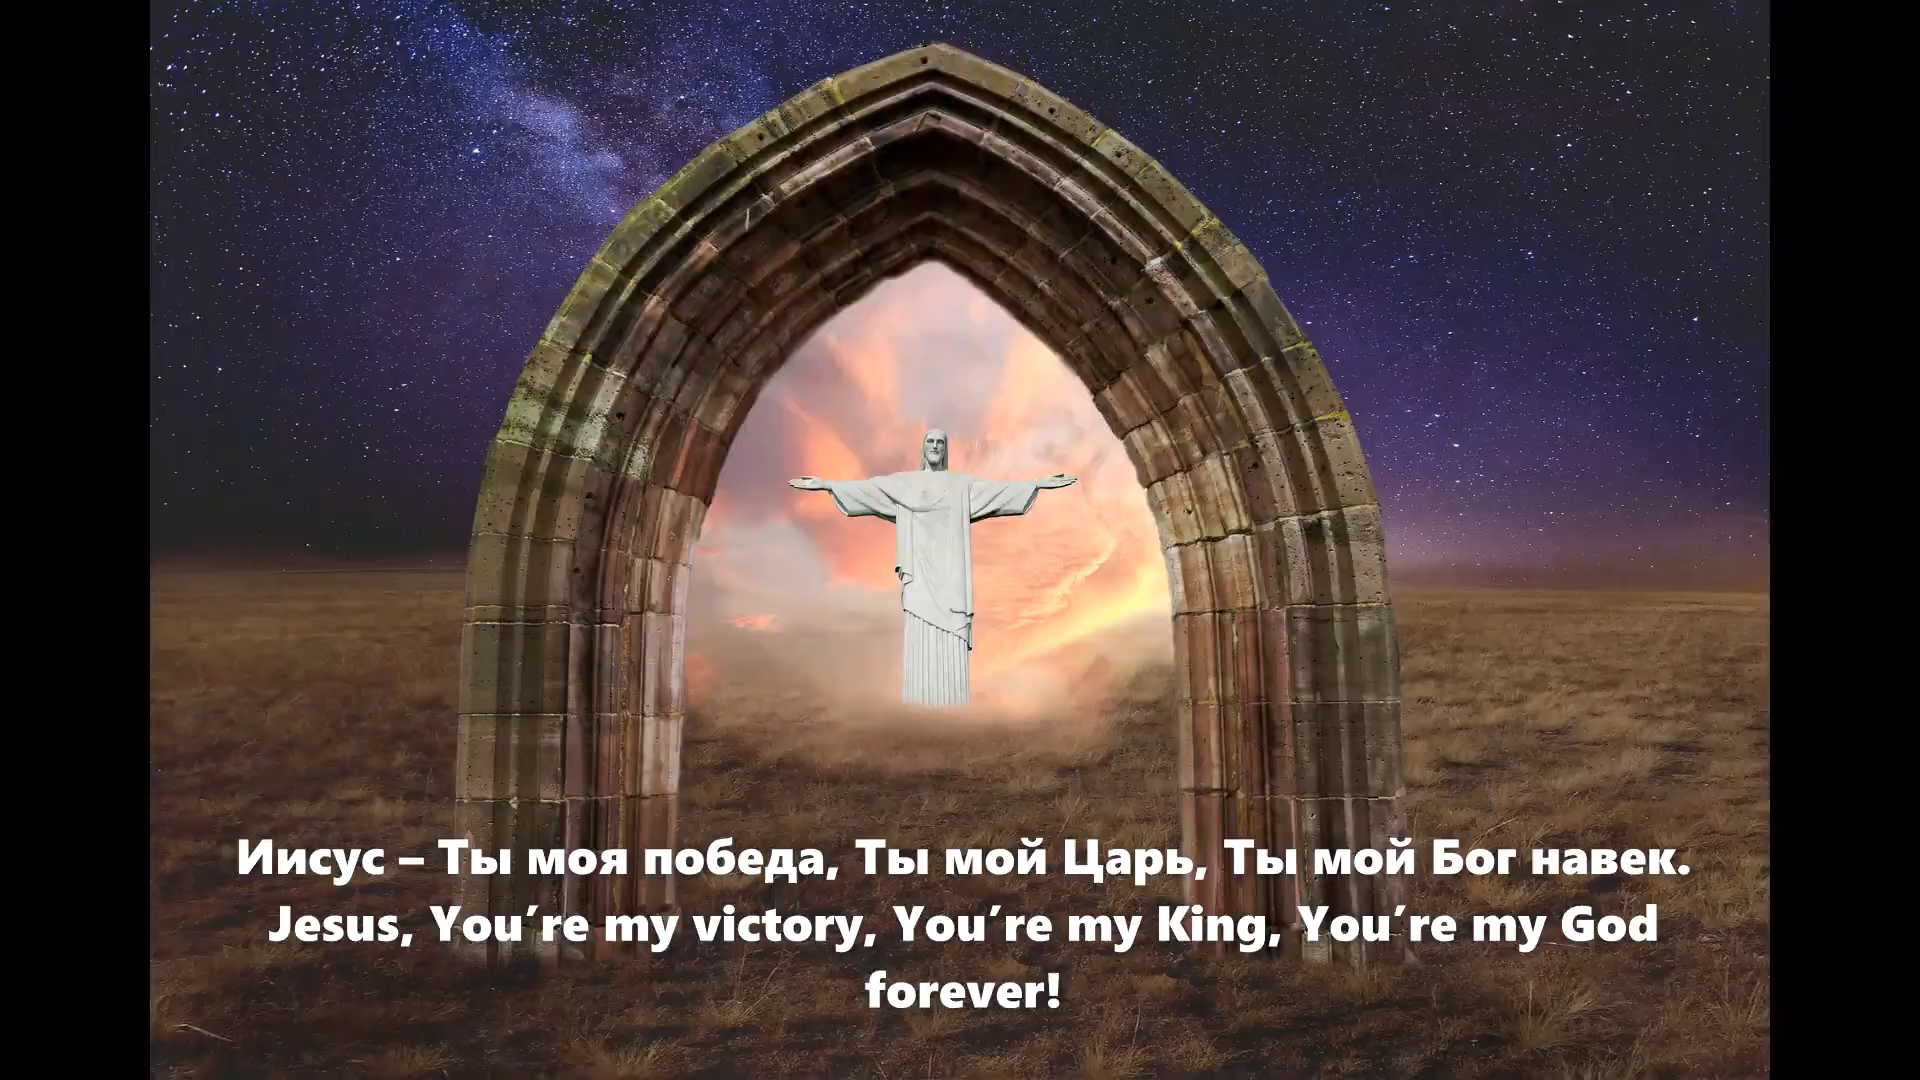 Иисус – Ты моя победа, Ты мой Царь, Ты мой Бог навек.
Jesus, You’re my victory, You’re my King, You’re my God
forever!